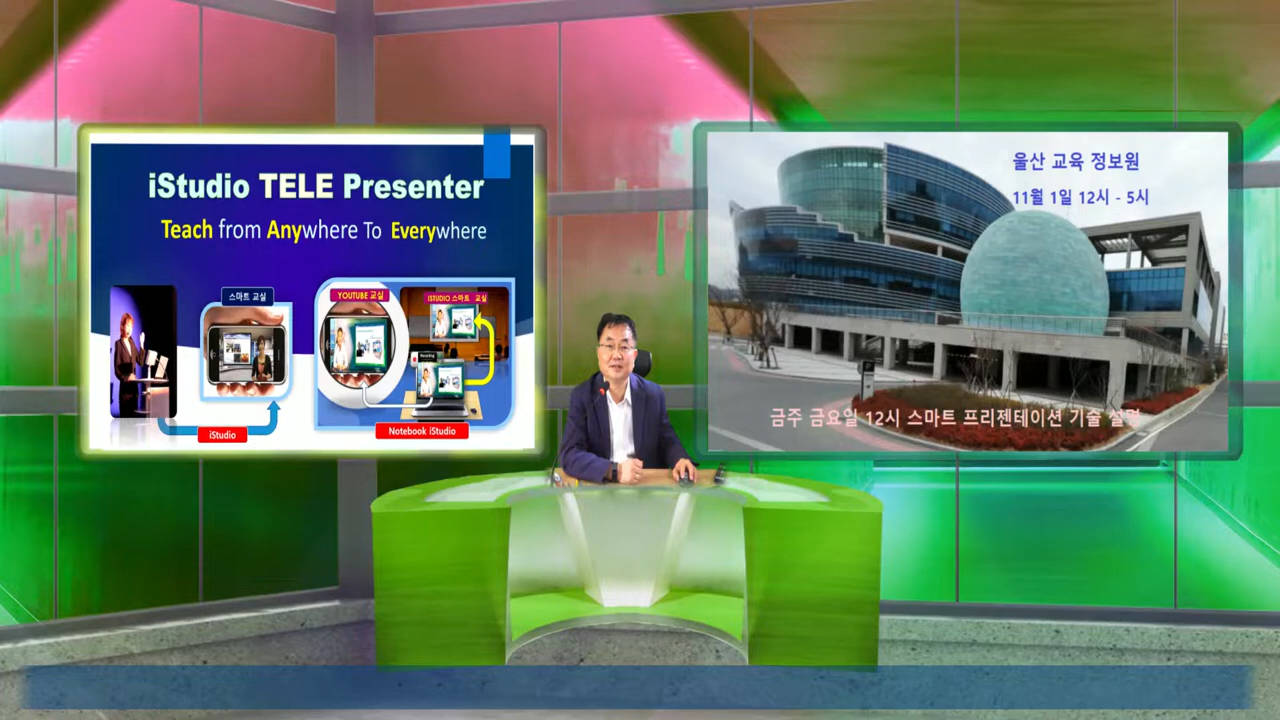 iStudio TELE Presenter
Teach from Anywhere To Everywhere
스마트 교실
YOUTUBE 교실
iSTUDIO 스마트 교실
Recording
iStudio
Notebook iStudio
울산 교육 정보원
11월 1일 12시 - 5시
금주 금요일 12시 스마트 프리젠테이션 기술 설명